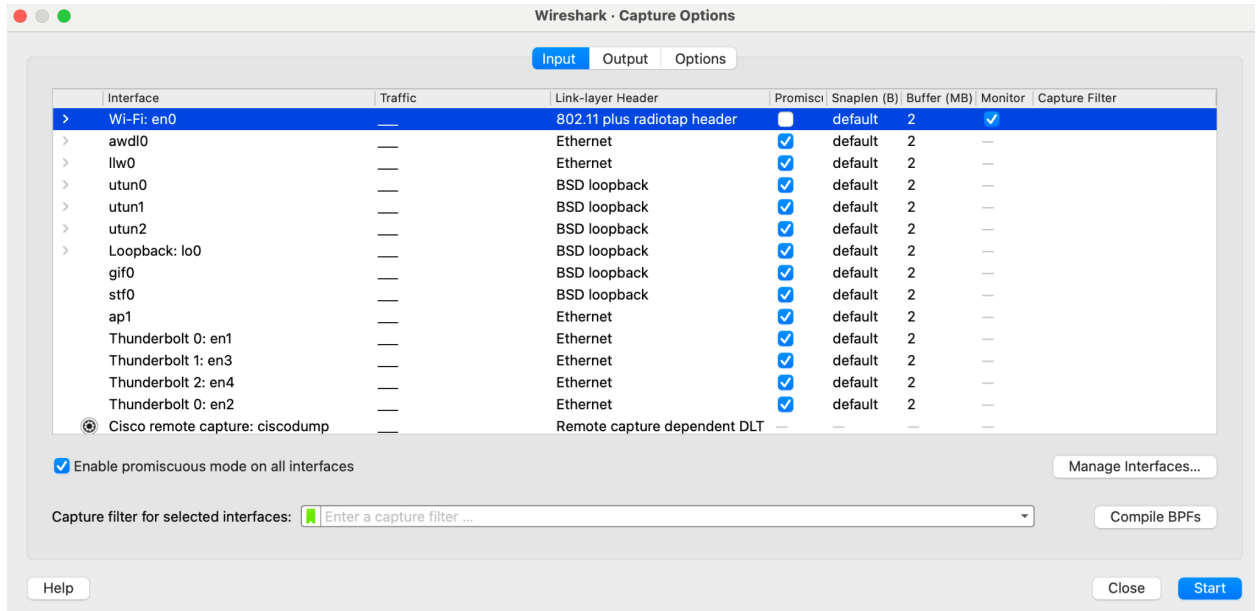 Wireshark · Capture Options
Input Output Options
Interface Traffic Link-layer Header Promisc Snaplen (B) Buffer (MB) Monitor Capture Filter
Wi-Fi: en0 802.11 plus radiotap header default 2
awdl0 Ethernet default 2 —
llw0 Ethernet default 2 —
utun0 BSD loopback default 2 —
utun1 BSD loopback default 2 —
utun2 BSD loopback default 2 —
Loopback: lo0 BSD loopback default 2 —
gif0 BSD loopback default 2 —
stf0 BSD loopback default 2 —
ap1 Ethernet default 2 —
Thunderbolt 0: en1 Ethernet default 2 —
Thunderbolt 1: en3 Ethernet default 2 —
Thunderbolt 2: en4 Ethernet default 2 —
Thunderbolt 0: en2 Ethernet default 2 —
Cisco remote capture: ciscodump Remote capture dependent DLT — — — —
Enable promiscuous mode on all interfaces Manage Interfaces...
Capture filter for selected interfaces: Enter a capture filter ... Compile BPFs
Help Close Start